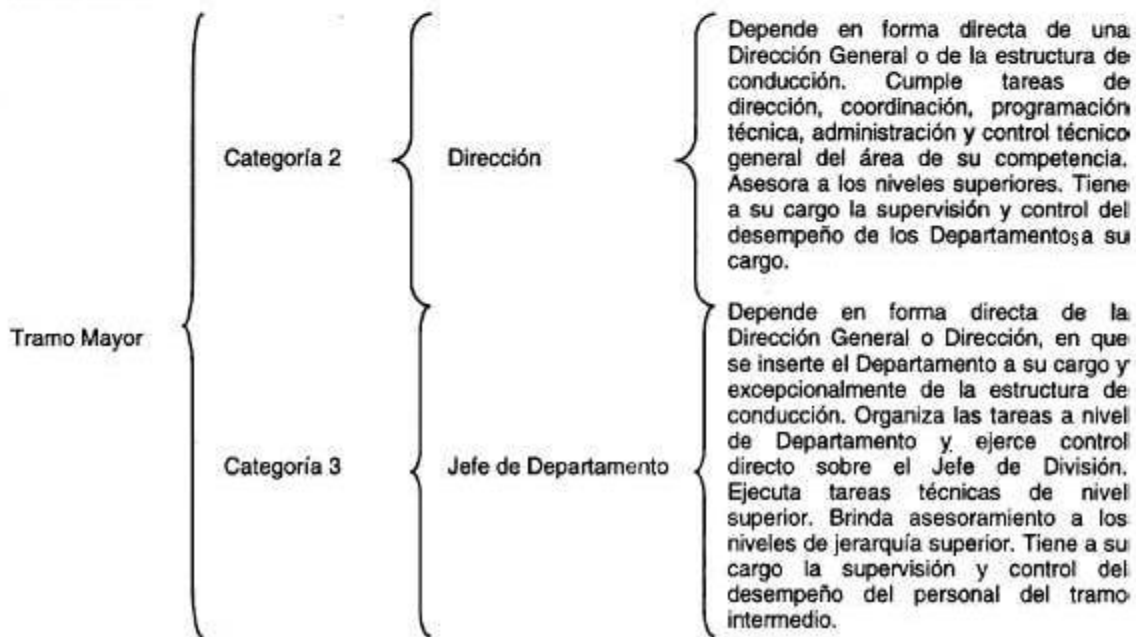 Depende en forma directa de una
Dirección General o de la estructura de
conducción. Cumple tareas de
dirección, coordinación, programación
técnica, administración y control técnico
general del área de su competencia.
Asesora a los niveles superiores. Tiene
a su cargo la supervisión y control del
desempeño de los Departamentos a su
cargo.
Categoría 2
Dirección
Tramo Mayor
Depende en forma directa de la
Dirección General o Dirección, en que
se inserte el Departamento a su cargo y
excepcionalmente de la estructura de
conducción. Organiza las tareas a nivel
de Departamento y ejerce control
directo sobre el Jefe de División.
Ejecuta tareas técnicas de nivel
superior. Brinda asesoramiento a los
niveles de jerarquía superior. Tiene a su
cargo la supervisión y control del
desempeño del personal del tramo
intermedio.
Categoría 3
Jefe de Departamento